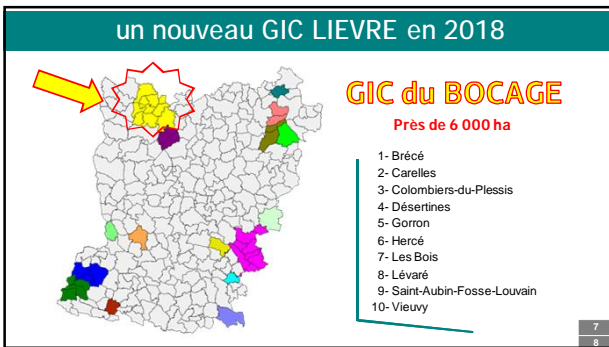 un nouveau GIC LIEVRE en 2018
GIC du BOCAGE
Près de 6 000 ha
1- Brécé
2- Carelles
3- Colombiers-du-Plessis
4- Désertines
5- Gorron
6- Hercé
7- Les Bois
8- Lévaré
9- Saint-Aubin-Fosse-Louvain
10- Vieuvy
7
8